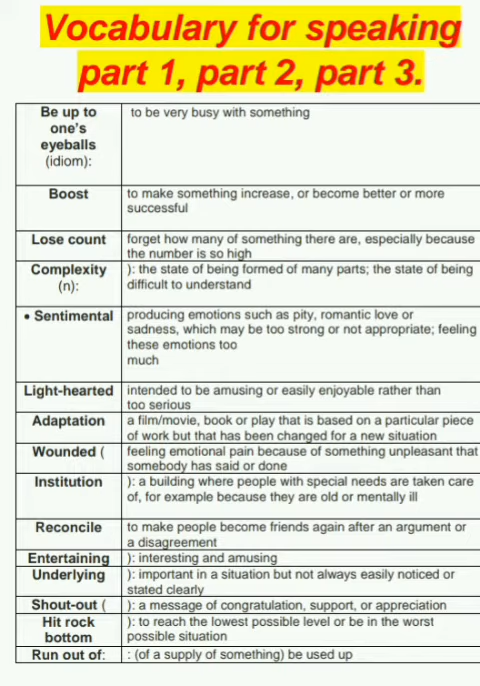 Vocabulary for speaking
part 1, part 2, part 3.
Be up to
one's
eyeballs
(idiom):
to be very busy with something
Boost
to make something increase, or become better or more
successful
Lose count
forget how many of something there are, especially because
the number is so high
Complexity
(n):
): the state of being formed of many parts; the state of being
difficult to understand
• Sentimental
producing emotions such as pity, romantic love or
sadness, which may be too strong or not appropriate; feeling
these emotions too
much
Light-hearted
intended to be amusing or easily enjoyable rather than
too serious
Adaptation
a film/movie, book or play that is based on a particular piece
of work but that has been changed for a new situation
Wounded (
feeling emotional pain because of something unpleasant that
somebody has said or done
Institution
): a building where people with special needs are taken care
of, for example because they are old or mentally ill
Reconcile
to make people become friends again after an argument or
a disagreement
Entertaining
): interesting and amusing
Underlying
): important in a situation but not always easily noticed or
stated clearly
Shout-out (
): a message of congratulation, support, or appreciation
Hit rock
bottom
): to reach the lowest possible level or be in the worst
possible situation
Run out of:
: (of a supply of something) be used up